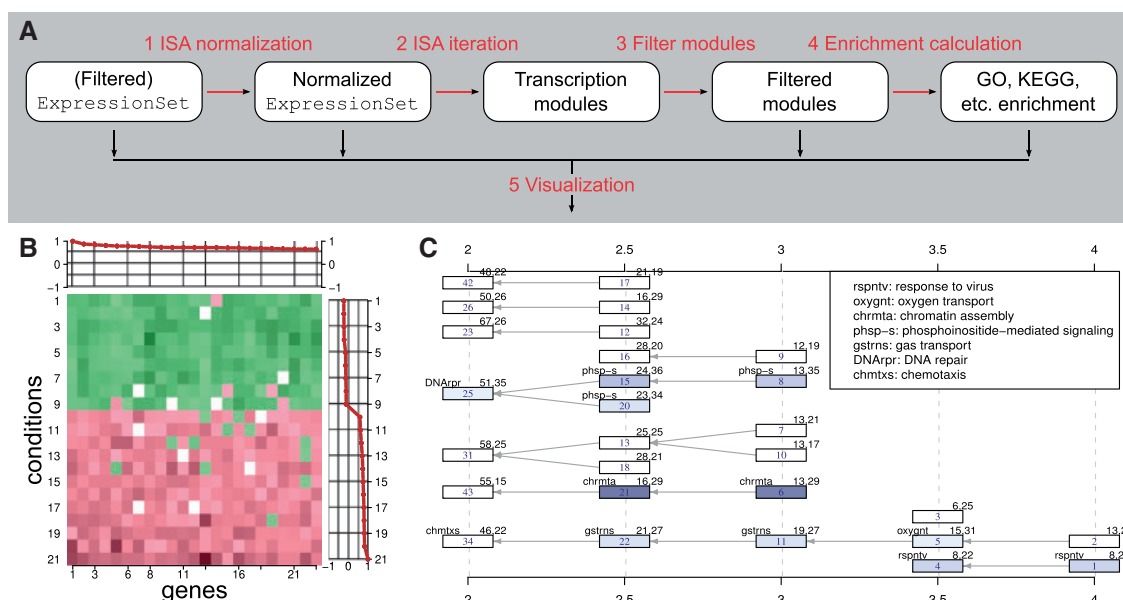 A
1 ISA normalization 2 ISA iteration 3 Filter modules 4 Enrichment calculation
(Filtered) ExpressionSet
Normalized ExpressionSet
Transcription modules
Filtered modules
GO, KEGG, etc. enrichment
5 Visualization
B
1 0 −1
1 0 −1
conditions
1 3 5 7 9 11 13 15 17 19 21
1 3 5 7 9 11 13 15 17 19 21
1 3 6 8 11 16 21
−1 0
genes
C
2 2.5 3 3.5 4
rspntv: response to virus
oxygnt: oxygen transport
chrmta: chromatin assembly
phsp−s: phosphoinositide−mediated signaling
gstrns: gas transport
DNArpr: DNA repair
chmtxs: chemotaxis
48,22 42 21,19 17
50,26 26 16,29 14
67,26 23 32,24 12
28,20 16 12,19 9
phsp−s 24,36 15 phsp−s 13,35 8
DNArpr 51,35 25
phsp−s 23,34 20
13,21 7
25,25 13
58,25 31 13,17 10
28,21 18
55,15 43 chrmta 16,29 21 chrmta 13,29 6
6,25 3
chmtxs 46,22 34 gstrns 21,27 22 gstrns 19,27 11 oxygnt 15,31 5 2
rspntv 8,22 4 rspntv 1
2 2.5 3 3.5 4